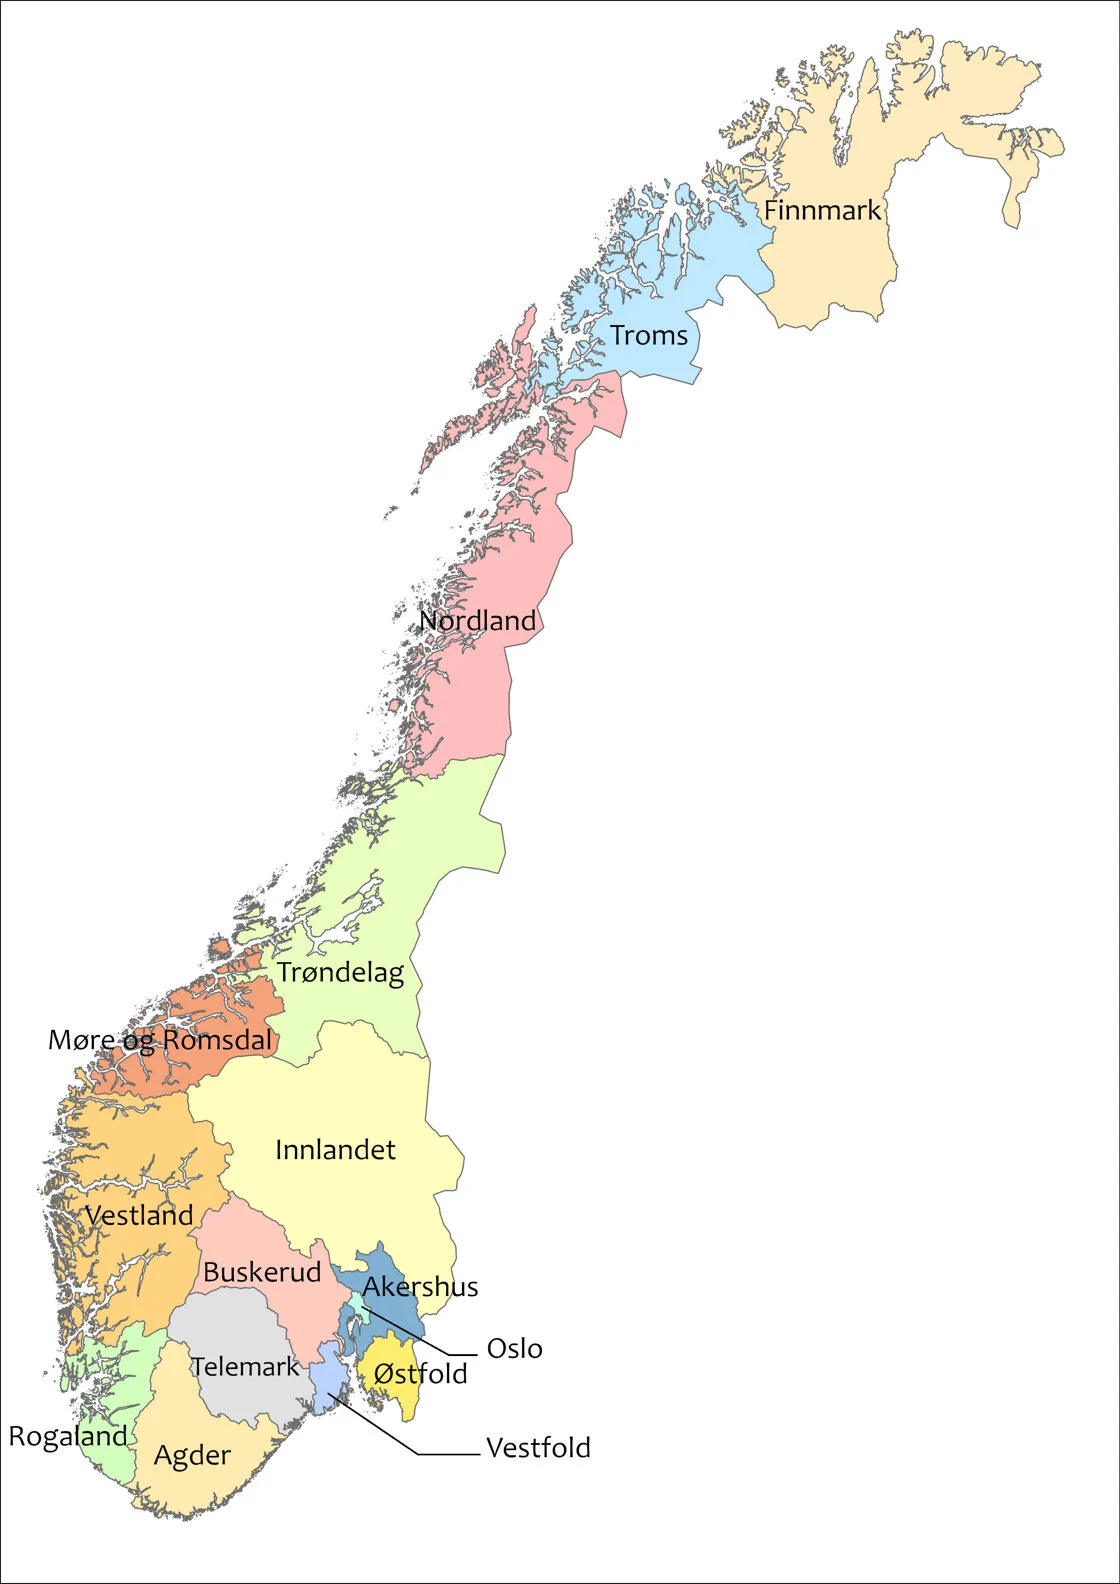 Finnmark
Troms
Nordland
Trøndelag
Møre og Romsdal
Innlandet
Vestland
Buskerud
Akershus
Oslo
Telemark
Østfold
Rogaland
Agder
Vestfold